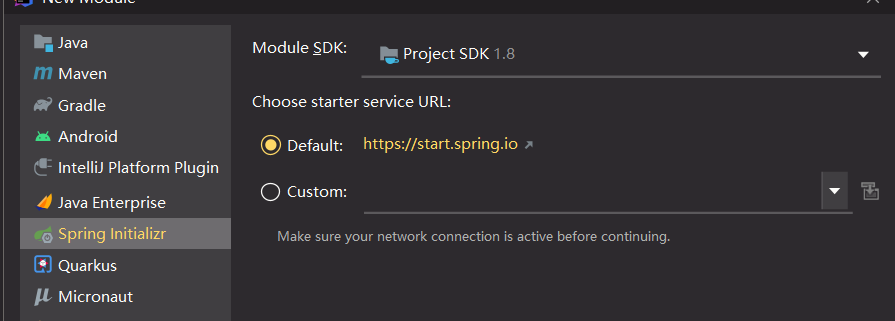 New Module
Java
Maven
Gradle
Android
IntelliJ Platform Plugin
Java Enterprise
Spring Initializr
Quarkus
Micronaut
Module SDK:
Project SDK 1.8
Choose starter service URL:
Default: https://start.spring.io
Custom:
Make sure your network connection is active before continuing.